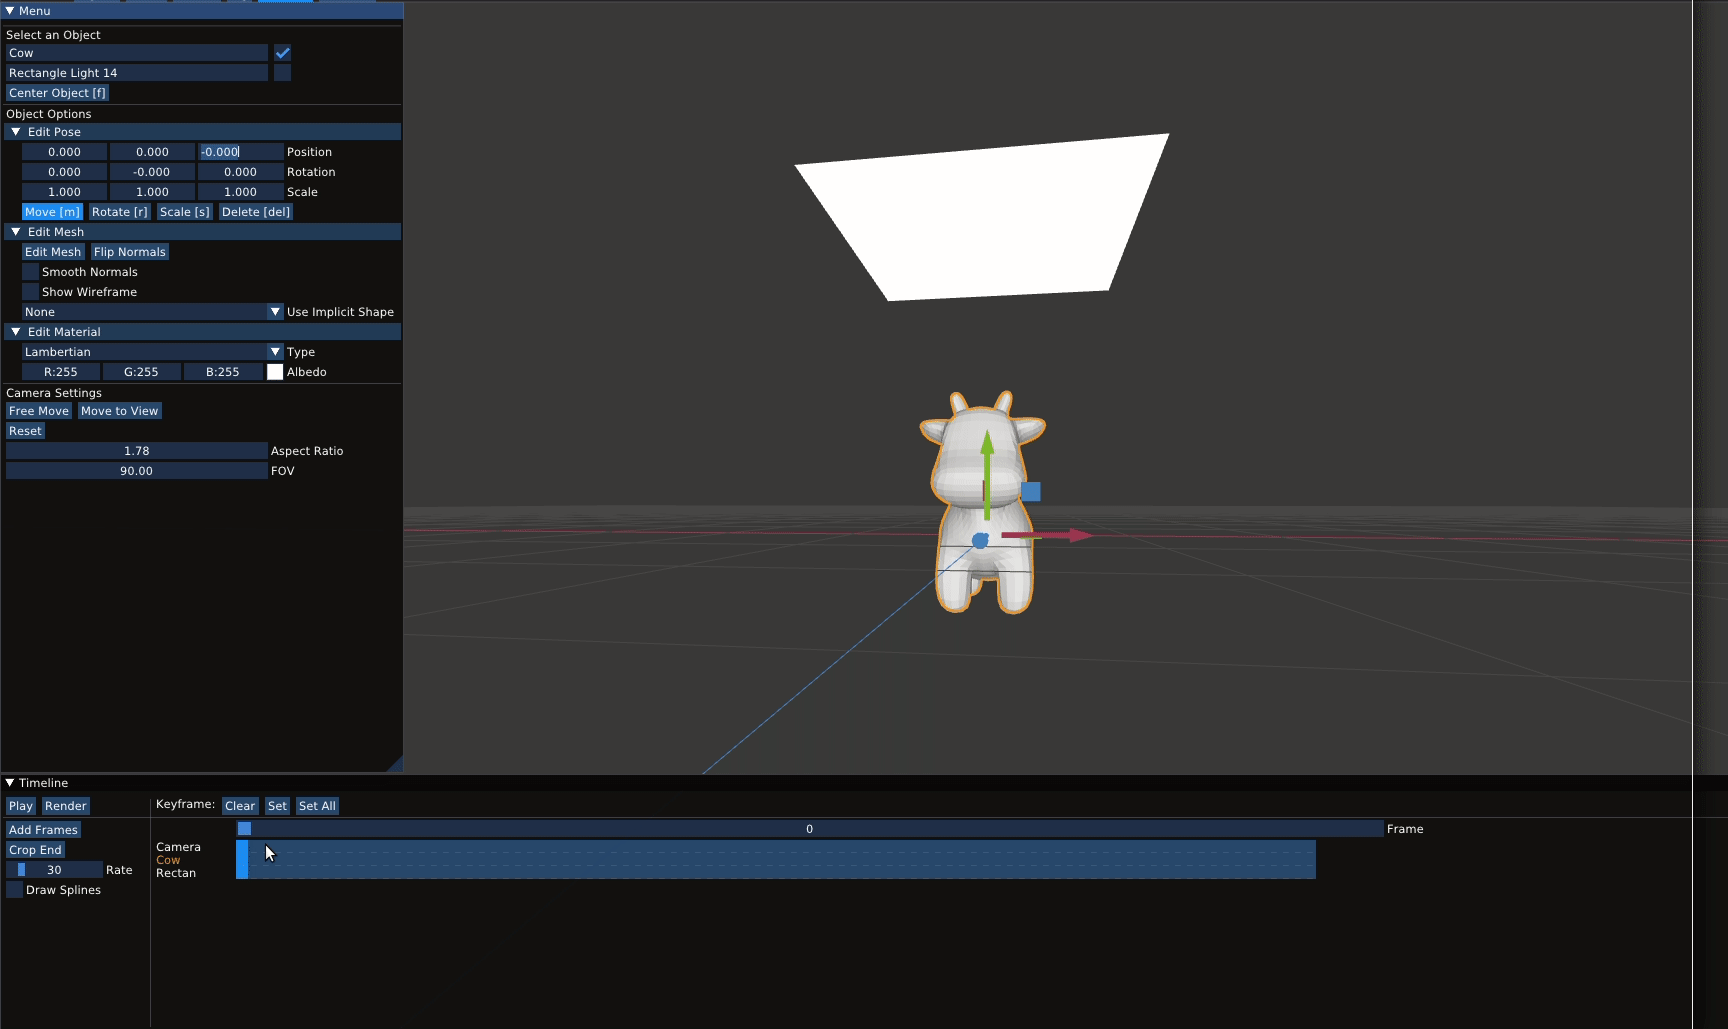 Menu
Select an Object
Cow
Rectangle Light 14
Center Object [f]
Object Options
Edit Pose
0.000 0.000 -0.000 Position
0.000 -0.000 0.000 Rotation
1.000 1.000 1.000 Scale
Move [m] Rotate [r] Scale [s] Delete [del]
Edit Mesh
Edit Mesh Flip Normals
Smooth Normals
Show Wireframe
None Use Implicit Shape
Edit Material
Lambertian Type
R:255 G:255 B:255 Albedo
Camera Settings
Free Move Move to View
Reset
1.78 Aspect Ratio
90.00 FOV
Timeline
Play Render Keyframe: Clear Set Set All
Add Frames 0 Frame
Crop End
30 Rate
Draw Splines
Camera
Cow
Rectan